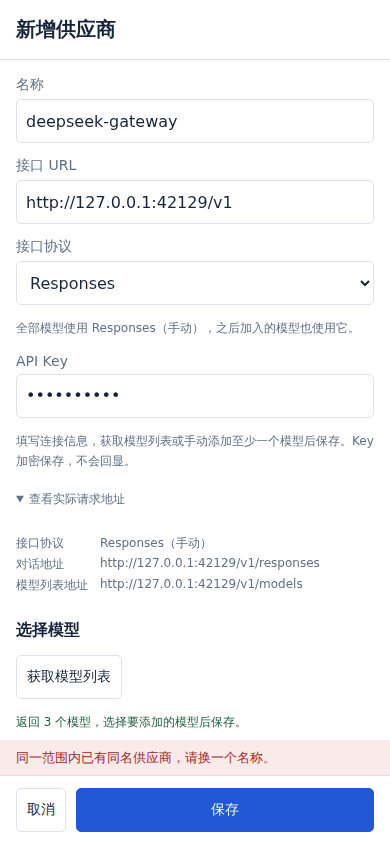 新增供应商
名称
deepseek-gateway
接口 URL
http://127.0.0.1:42129/v1
接口协议
Responses
全部模型使用 Responses（手动），之后加入的模型也使用它。
API Key
••••••••••
填写连接信息，获取模型列表或手动添加至少一个模型后保存。Key
加密保存，不会回显。
▼ 查看实际请求地址
接口协议 Responses（手动）
对话地址 http://127.0.0.1:42129/v1/responses
模型列表地址 http://127.0.0.1:42129/v1/models
选择模型
获取模型列表
返回 3 个模型，选择要添加的模型后保存。
同一范围内已有同名供应商，请换一个名称。
取消 保存